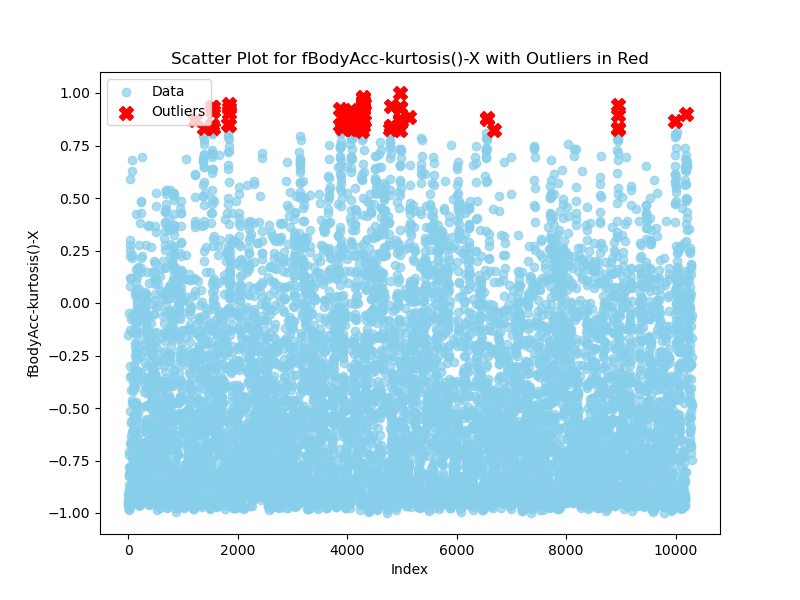 Scatter Plot for fBodyAcc-kurtosis()-X with Outliers in Red
Data
Outliers
1.00
0.75
0.50
0.25
0.00
−0.25
−0.50
−0.75
−1.00
fBodyAcc-kurtosis()-X
0 2000 4000 6000 8000 10000
Index